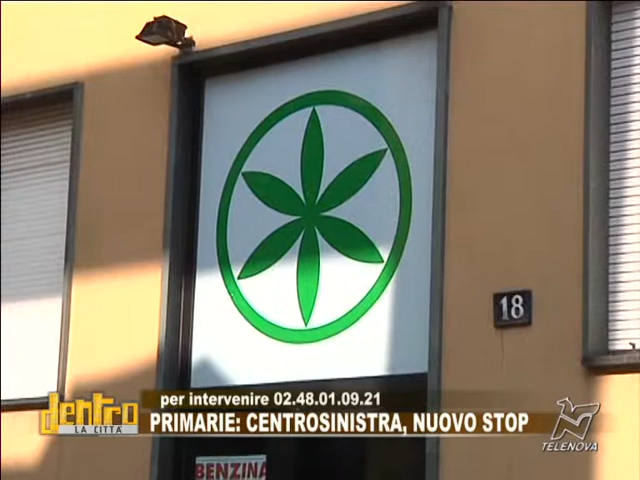 18
per intervenire 02.48.01.09.21
dentro
LA CITTÀ
PRIMARIE: CENTROSINISTRA, NUOVO STOP
TELENOVA
BENZINA